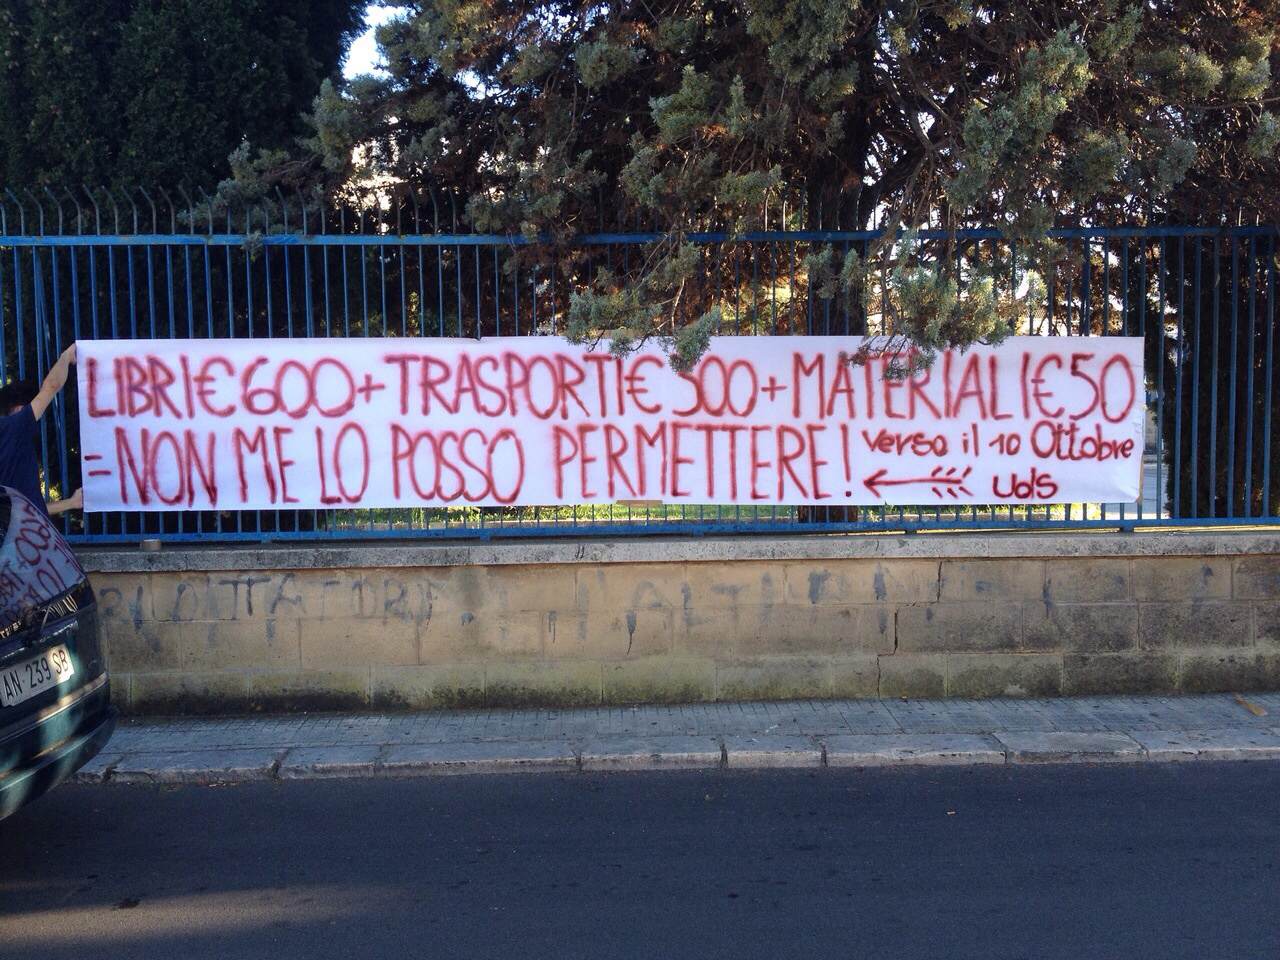 LIBRI € 600 + TRASPORTI € 300 + MATERIALI € 50
= NON ME LO POSSO PERMETTERE! verso il 10 Ottobre
UdS
AN·239 SB